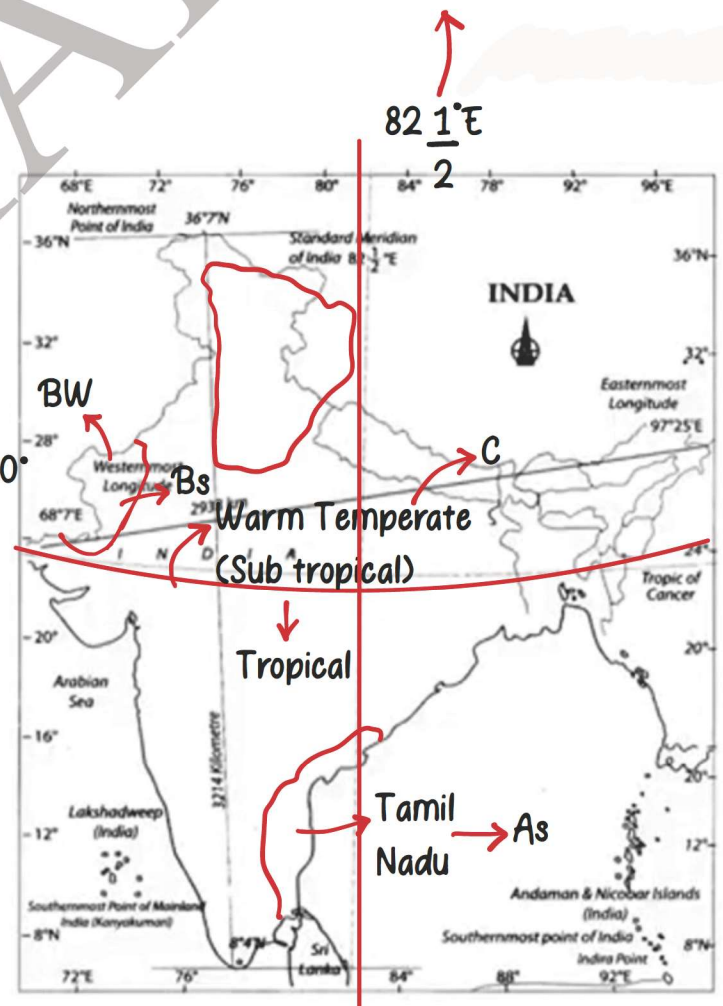 82 1°E
2
68°E 72° 76° 80° 84° 78° 92° 96°E
Northernmost
Point of India
36°7'N
36°N
Standard Meridian
of India 82 1/2 °E
36°N
INDIA
32°
32°
BW
Easternmost
Longitude
97°25'E
28°
C
0°
Westernmost
Longitude
Bs
68°7'E
Warm Temperate
I N D I A
(Sub tropical)
24°
Tropic of
Cancer
20°
20°
Tropical
Arabian
Sea
16°
3214 Kilometre
20°
Lakshadweep
(India)
Tamil
Nadu
As
12°
12°
Andaman & Nicobar Islands
(India)
Southernmost Point of Mainland
India (Kanyakumari)
8°N
8°4'N
Sri
Lanka
Southernmost point of India
Indira Point
8°N
72°E 76° 84° 88° 92°E